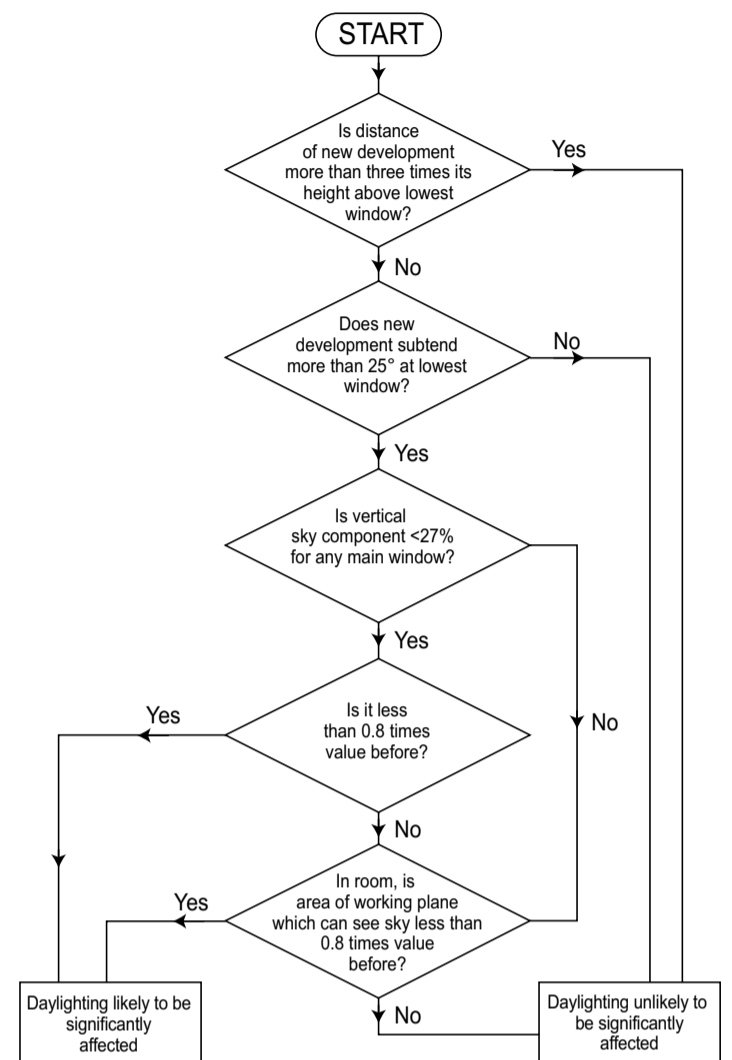 START
Is distance
of new development
more than three times its
height above lowest
window?
Yes
No
Does new
development subtend
more than 25° at lowest
window?
No
Yes
Is vertical
sky component <27%
for any main window?
Yes
No
Is it less
than 0.8 times
value before?
Yes
No
In room, is
area of working plane
which can see sky less than
0.8 times value
before?
Yes
No
Daylighting likely to be
significantly
affected
Daylighting unlikely to
be significantly
affected